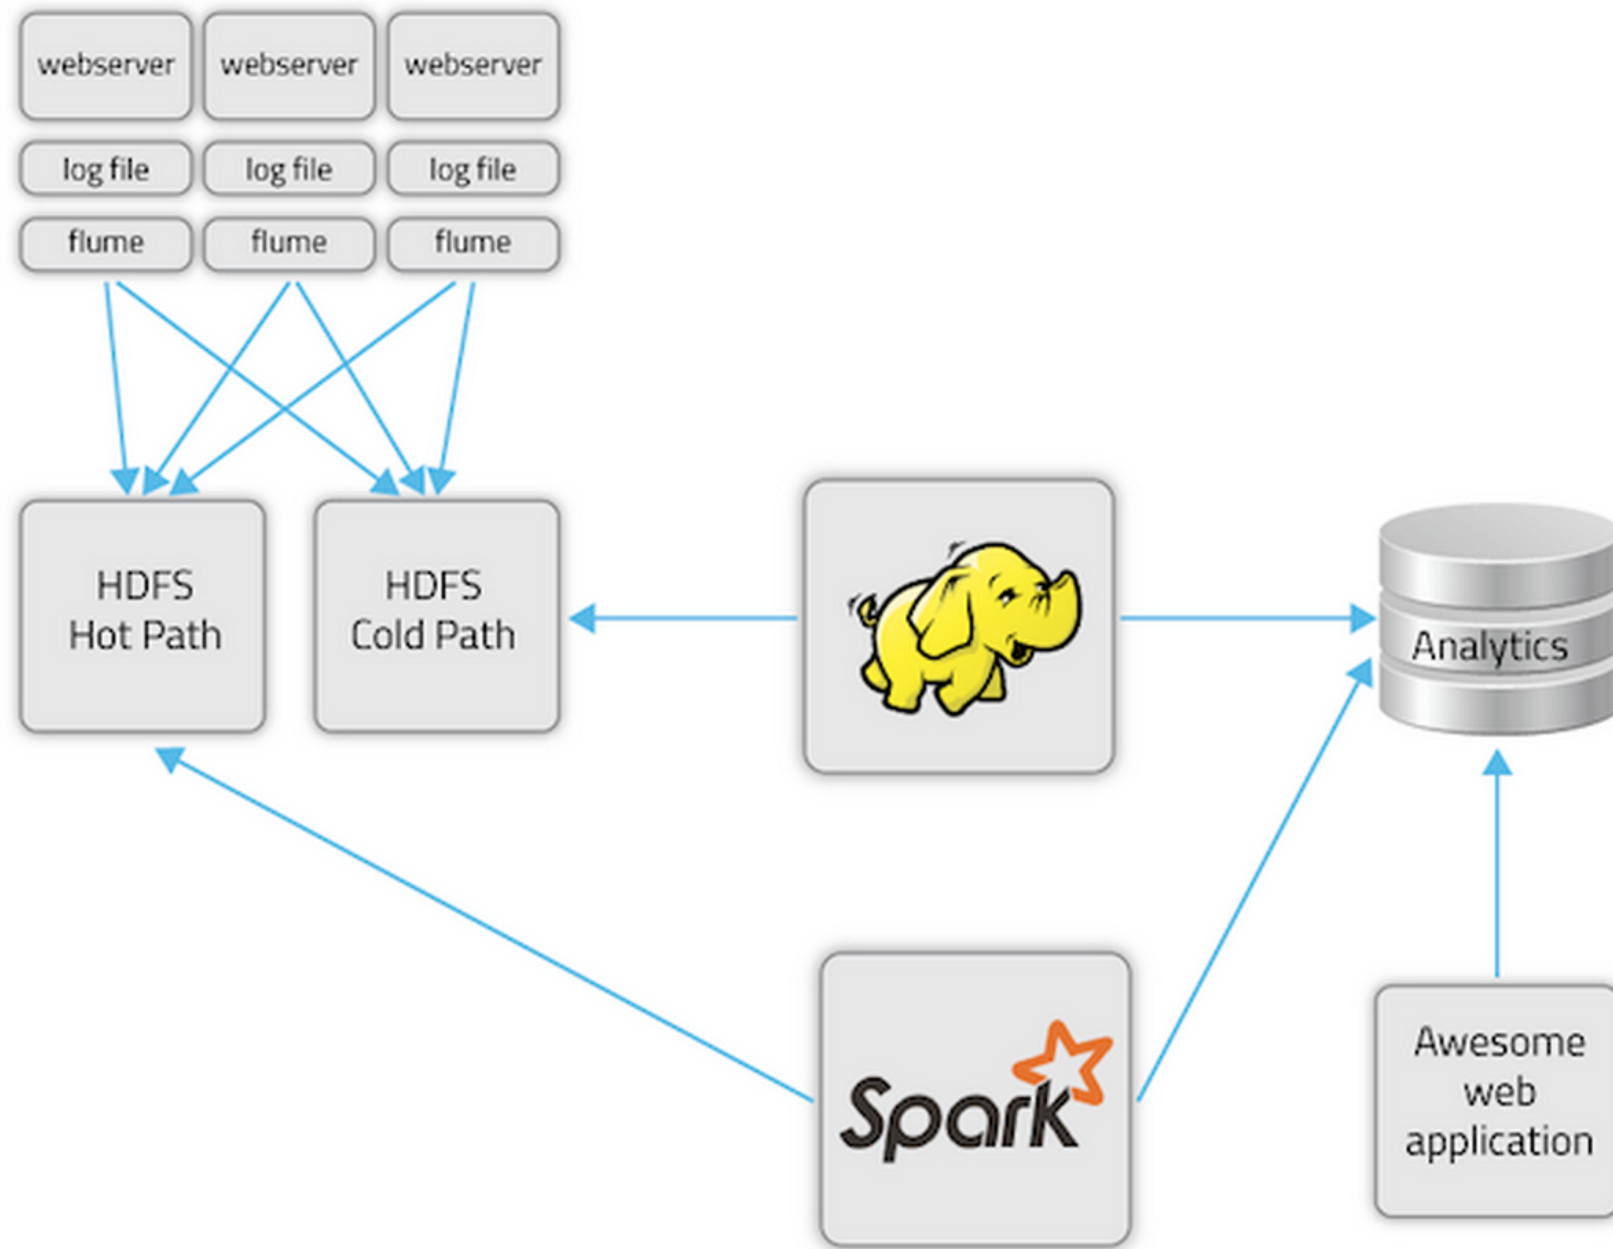 webserver
webserver
webserver
log file
log file
log file
flume
flume
flume
HDFS
Hot Path
HDFS
Cold Path
Analytics
Spark
Awesome
web
application